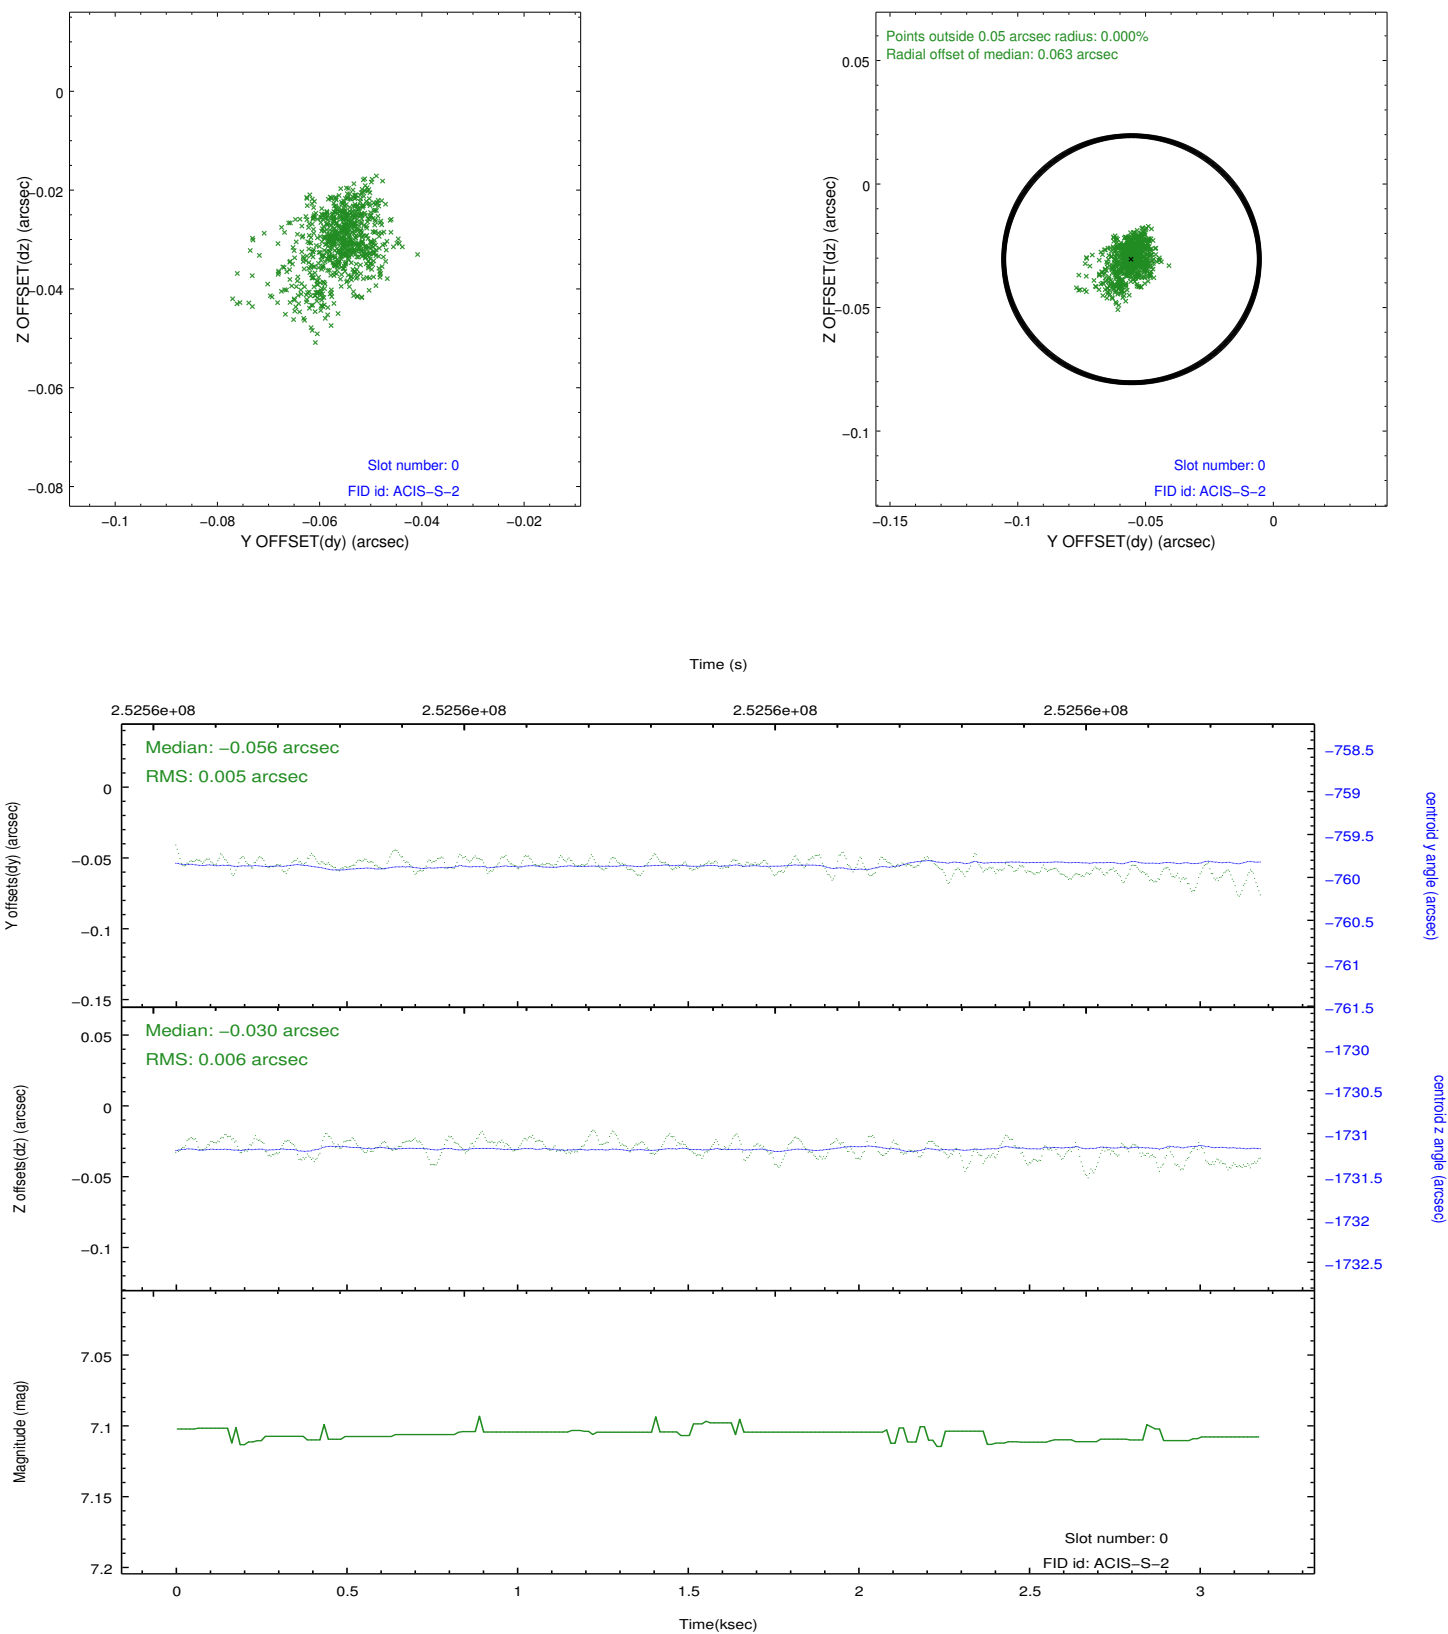 0
−0.02
−0.04
−0.06
−0.08
Z OFFSET(dz) (arcsec)
Slot number: 0
FID id: ACIS−S−2
−0.1
−0.08
−0.06
−0.04
−0.02
Y OFFSET(dy) (arcsec)
Points outside 0.05 arcsec radius: 0.000%
Radial offset of median: 0.063 arcsec
0.05
0
−0.05
−0.1
Z OFFSET(dz) (arcsec)
Slot number: 0
FID id: ACIS−S−2
−0.15
−0.1
−0.05
0
Y OFFSET(dy) (arcsec)
Time (s)
2.5256e+08
2.5256e+08
2.5256e+08
2.5256e+08
Median: −0.056 arcsec
RMS: 0.005 arcsec
0
−0.05
−0.1
−0.15
Y offsets(dy) (arcsec)
−758.5
−759
−759.5
−760
−760.5
−761
−761.5
centroid y angle (arcsec)
Median: −0.030 arcsec
RMS: 0.006 arcsec
0.05
0
−0.05
−0.1
Z offsets(dz) (arcsec)
−1730
−1730.5
−1731
−1731.5
−1732
−1732.5
centroid z angle (arcsec)
7.05
7.1
7.15
7.2
Magnitude (mag)
Slot number: 0
FID id: ACIS−S−2
0
0.5
1
1.5
2
2.5
3
Time(ksec)